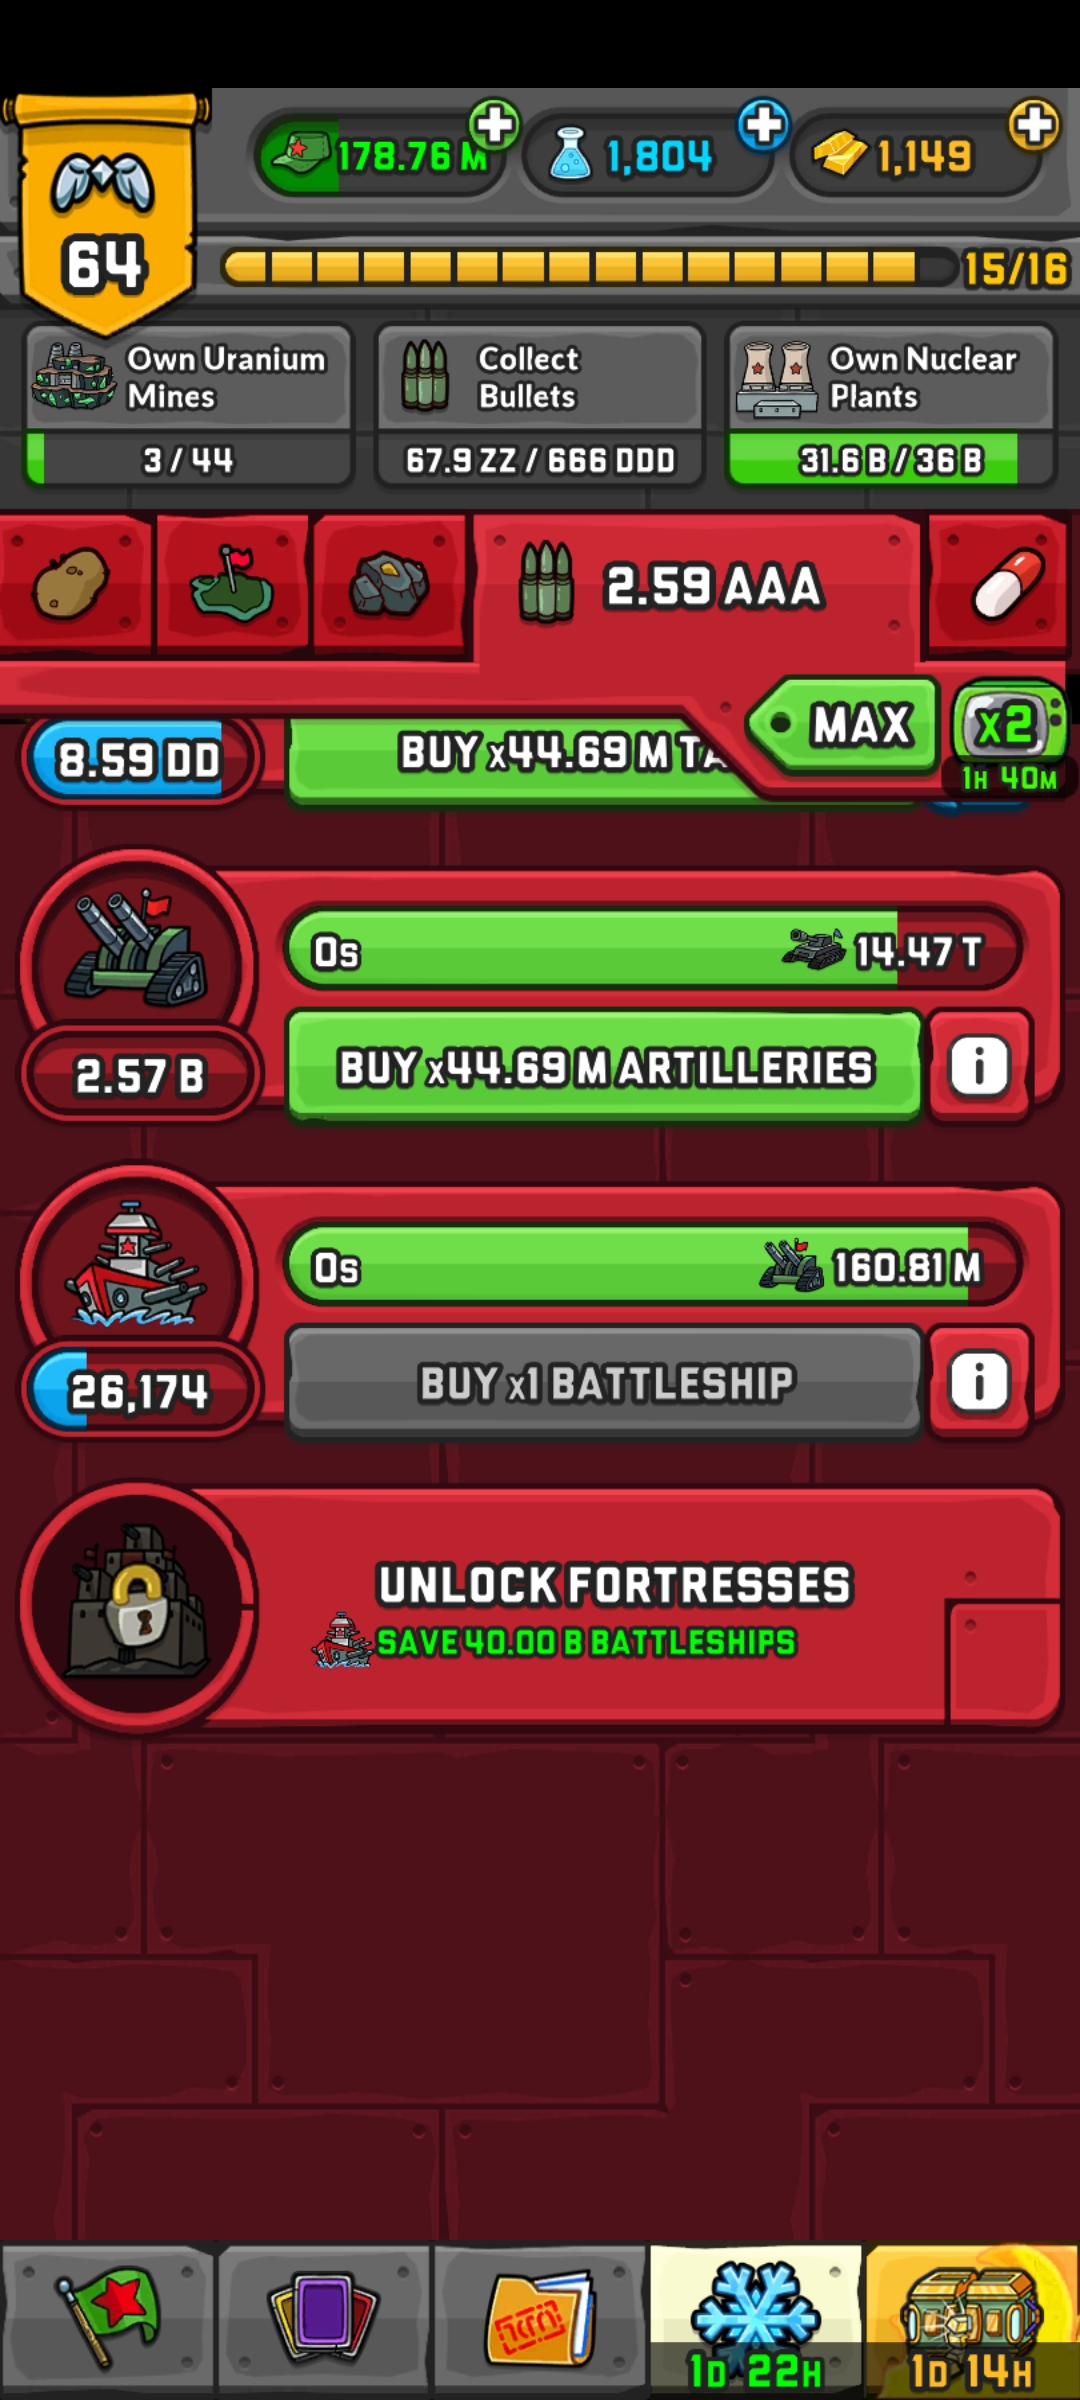 178.76 M
1,804
1,149
64
15/16
Own Uranium
Mines
3 / 44
Collect
Bullets
67.9 ZZ / 666 DDD
Own Nuclear
Plants
31.6 B / 36 B
2.59 AAA
MAX
x2
1H 40M
8.59 DD
BUY x44.69 M TA
0s
14.47 T
2.57 B
BUY x44.69 M ARTILLERIES
i
0s
160.81 M
26,174
BUY x1 BATTLESHIP
i
UNLOCK FORTRESSES
SAVE 40.00 B BATTLESHIPS
1D 22H
1D 14H